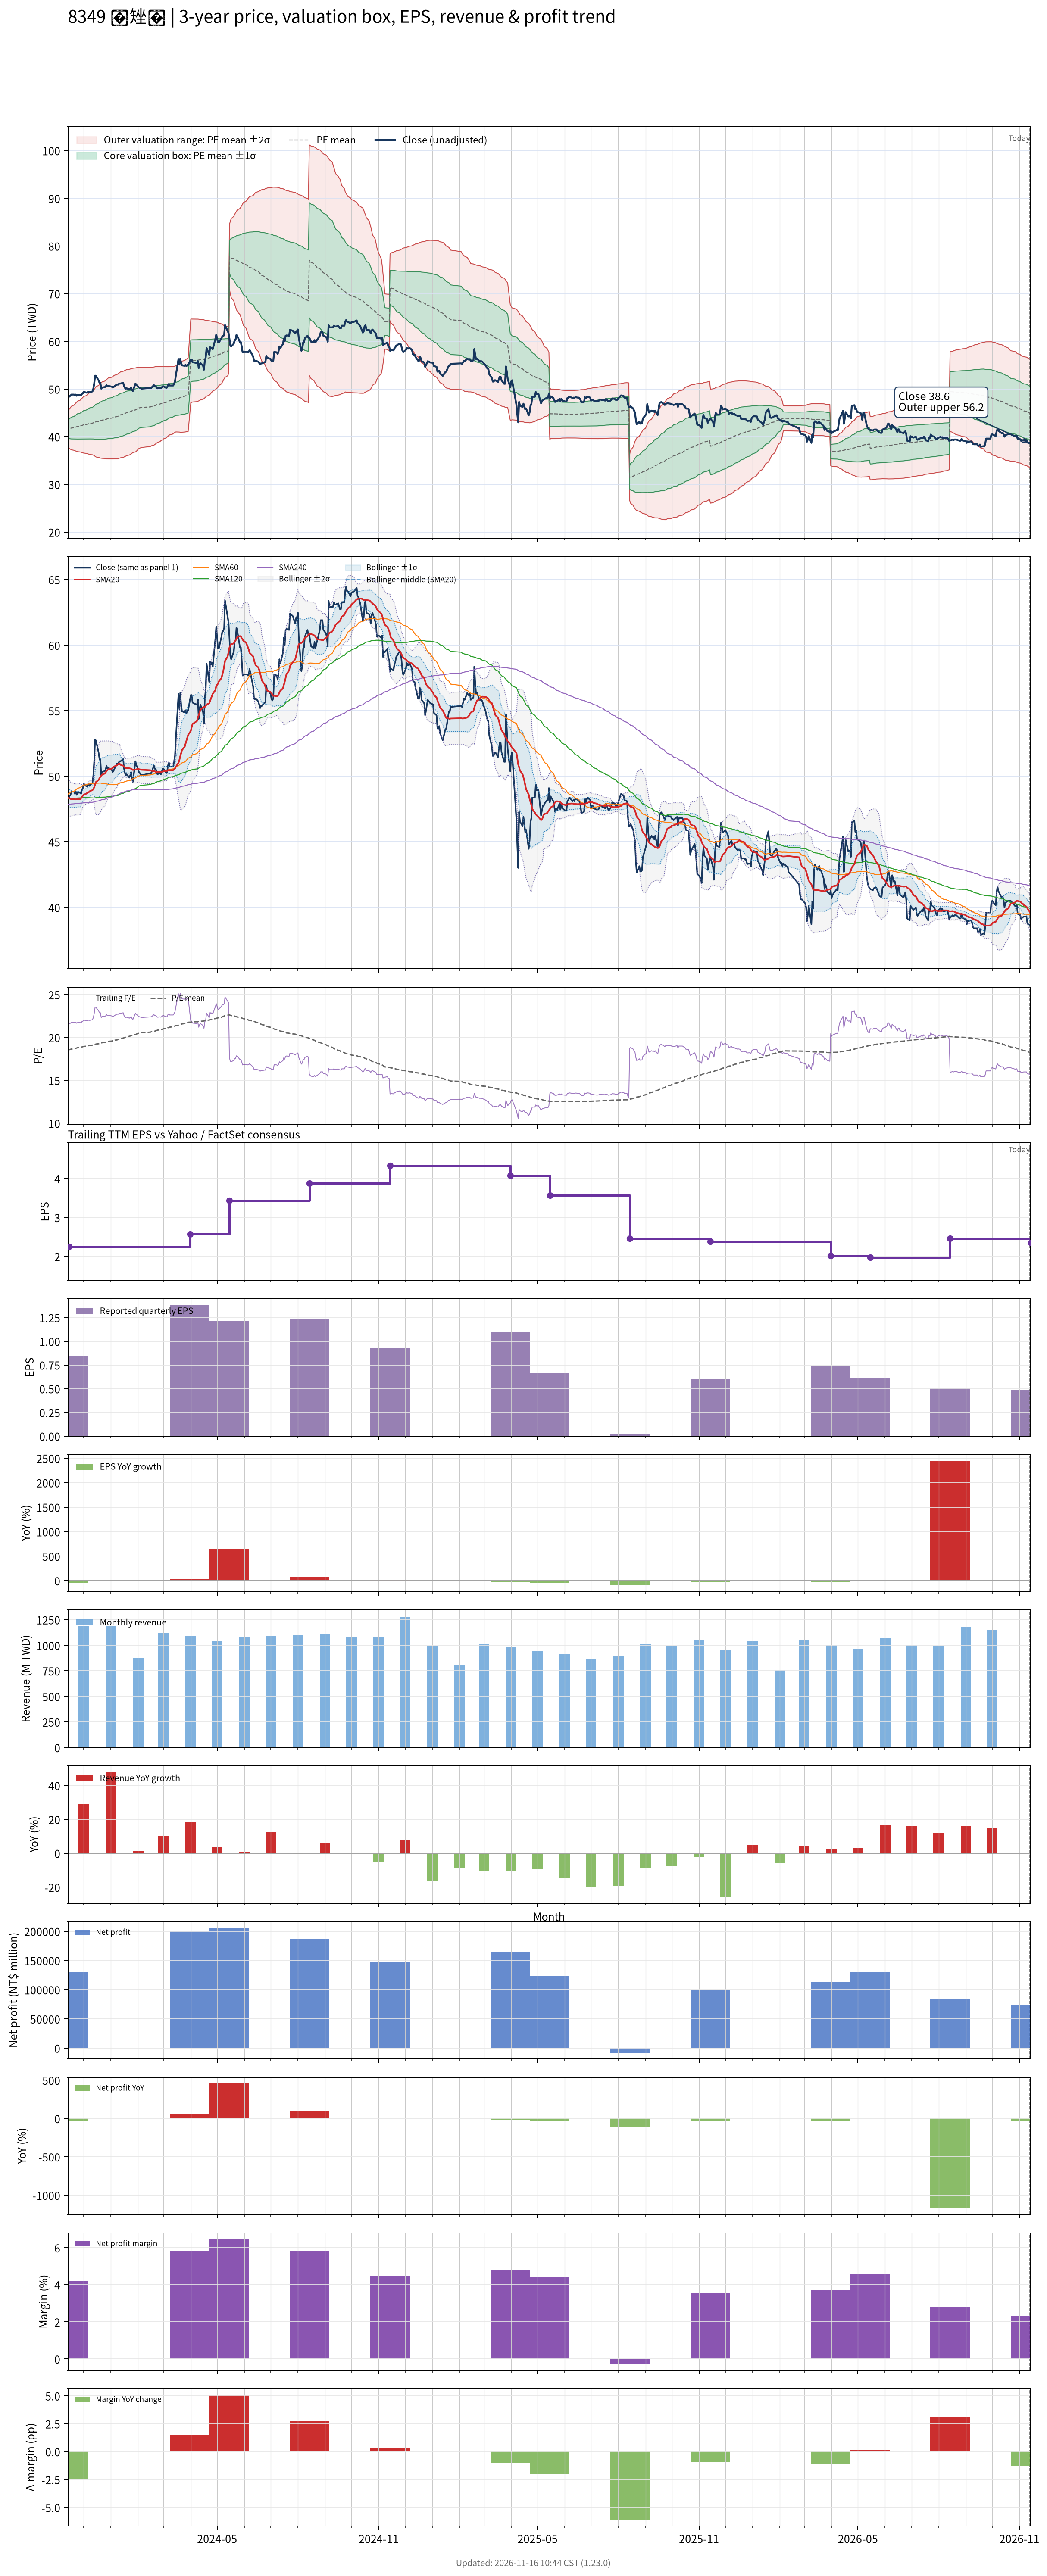 8349 �矬� | 3-year price, valuation box, EPS, revenue & profit trend
Outer valuation range: PE mean ±2σ
PE mean
Close (unadjusted)
Core valuation box: PE mean ±1σ
Today
Price (TWD)
100
90
80
70
60
50
40
30
20
Close 38.6
Outer upper 56.2
Close (same as panel 1)
SMA60
SMA240
Bollinger ±1σ
SMA20
SMA120
Bollinger ±2σ
Bollinger middle (SMA20)
Price
65
60
55
50
45
40
Trailing P/E
P/E mean
P/E
25
20
15
10
Trailing TTM EPS vs Yahoo / FactSet consensus
Today
EPS
4
3
2
Reported quarterly EPS
EPS
1.25
1.00
0.75
0.50
0.25
0.00
EPS YoY growth
YoY (%)
2500
2000
1500
1000
500
0
Monthly revenue
Revenue (M TWD)
1250
1000
750
500
250
0
Revenue YoY growth
YoY (%)
40
20
0
-20
Month
Net profit
Net profit (NT$ million)
200000
150000
100000
50000
0
Net profit YoY
YoY (%)
500
0
-500
-1000
Net profit margin
Margin (%)
6
4
2
0
Margin YoY change
Δ margin (pp)
5.0
2.5
0.0
-2.5
-5.0
2024-05
2024-11
2025-05
2025-11
2026-05
2026-11
Updated: 2026-11-16 10:44 CST (1.23.0)